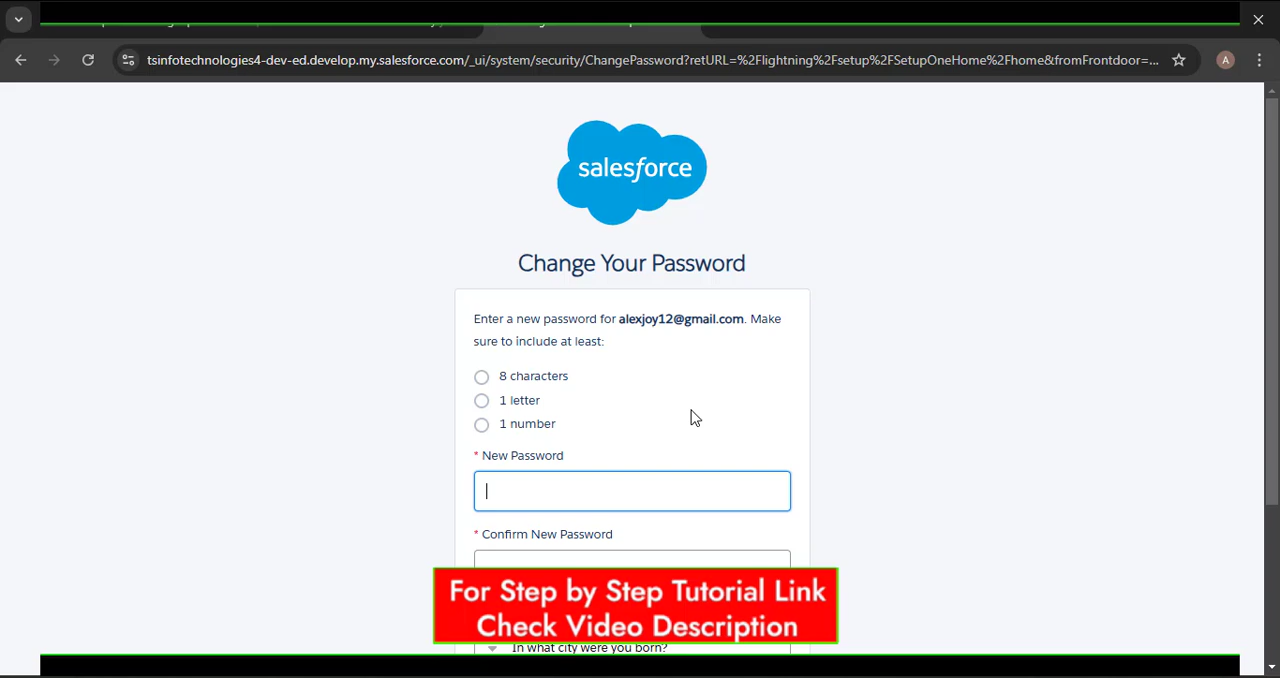 tsinfotechnologies4-dev-ed.develop.my.salesforce.com/_ui/system/security/ChangePassword?retURL=%2Flightning%2Fsetup%2FSetupOneHome%2Fhome&fromFrontdoor=...
A
salesforce
Change Your Password
Enter a new password for alexjoy12@gmail.com. Make
sure to include at least:
8 characters
1 letter
1 number
* New Password
* Confirm New Password
For Step by Step Tutorial Link
Check Video Description
In what city were you born?